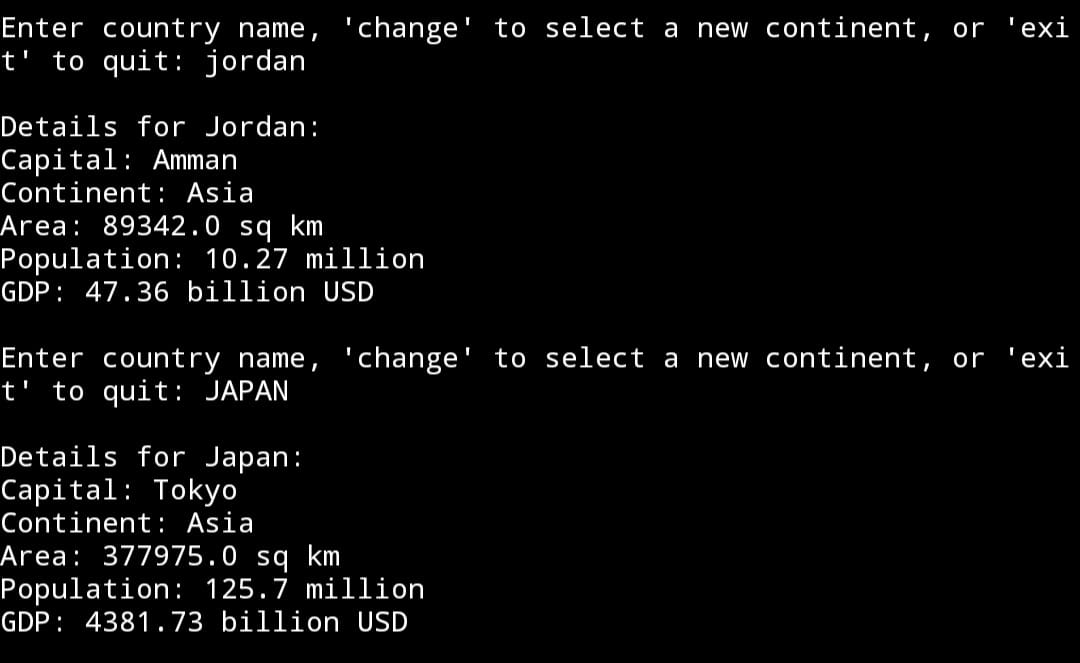 Enter country name, 'change' to select a new continent, or 'exi
t' to quit: jordan
Details for Jordan:
Capital: Amman
Continent: Asia
Area: 89342.0 sq km
Population: 10.27 million
GDP: 47.36 billion USD
Enter country name, 'change' to select a new continent, or 'exi
t' to quit: JAPAN
Details for Japan:
Capital: Tokyo
Continent: Asia
Area: 377975.0 sq km
Population: 125.7 million
GDP: 4381.73 billion USD